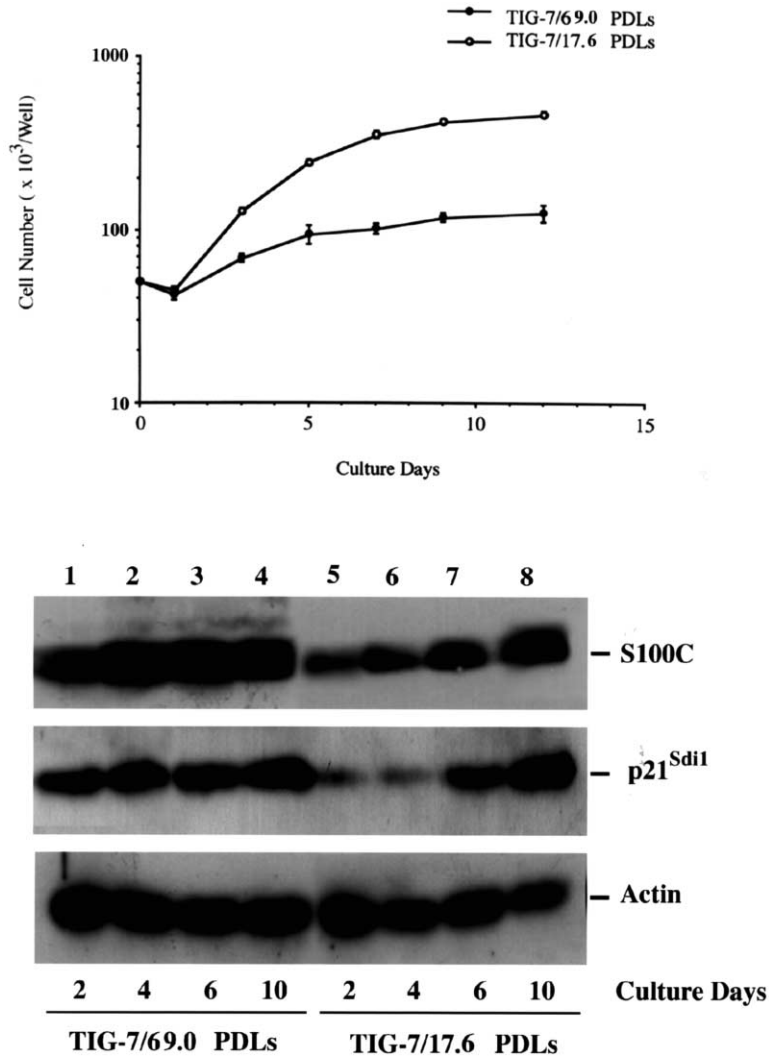 TIG-7/69.0 PDLs
TIG-7/17.6 PDLs
1000
100
10
Cell Number ( x 10³/Well)
0 5 10 15
Culture Days
1 2 3 4 5 6 7 8
S100C
p21^Sdi1
Actin
2 4 6 10 2 4 6 10 Culture Days
TIG-7/69.0 PDLs TIG-7/17.6 PDLs